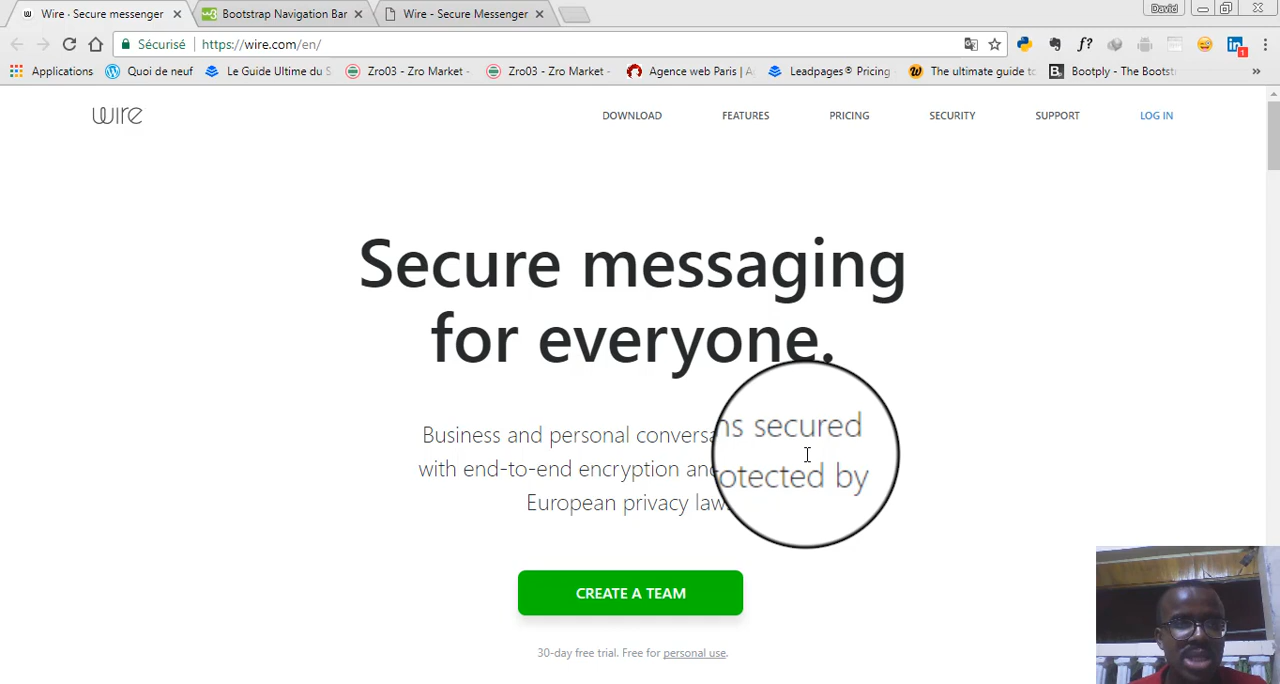 Wire - Secure messenger
Bootstrap Navigation Bar
Wire - Secure Messenger
David
Sécurisé
https://wire.com/en/
f?
1
Applications
Quoi de neuf
Le Guide Ultime du S
Zro03 - Zro Market -
Zro03 - Zro Market -
Agence web Paris | A
Leadpages® Pricing
The ultimate guide to
B
Bootply - The Bootst
»
wire
DOWNLOAD
FEATURES
PRICING
SECURITY
SUPPORT
LOG IN
Secure messaging
for everyone.
Business and personal conversa ns secured
with end-to-end encryption and otected by
European privacy laws
CREATE A TEAM
30-day free trial. Free for personal use.